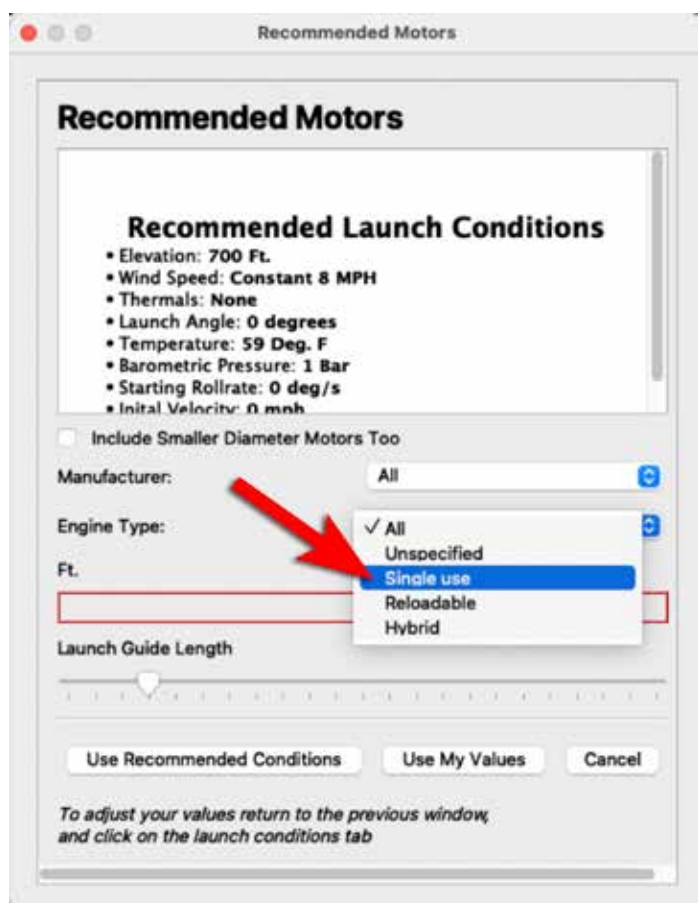 Recommended Motors
Recommended Motors
Recommended Launch Conditions
• Elevation: 700 Ft.
• Wind Speed: Constant 8 MPH
• Thermals: None
• Launch Angle: 0 degrees
• Temperature: 59 Deg. F
• Barometric Pressure: 1 Bar
• Starting Rollrate: 0 deg/s
• Inital Velocity: 0 mph
Include Smaller Diameter Motors Too
Manufacturer: All
Engine Type: ✓ All
Unspecified
Ft.
Single use
Reloadable
Hybrid
Launch Guide Length
Use Recommended Conditions Use My Values Cancel
To adjust your values return to the previous window,
and click on the launch conditions tab